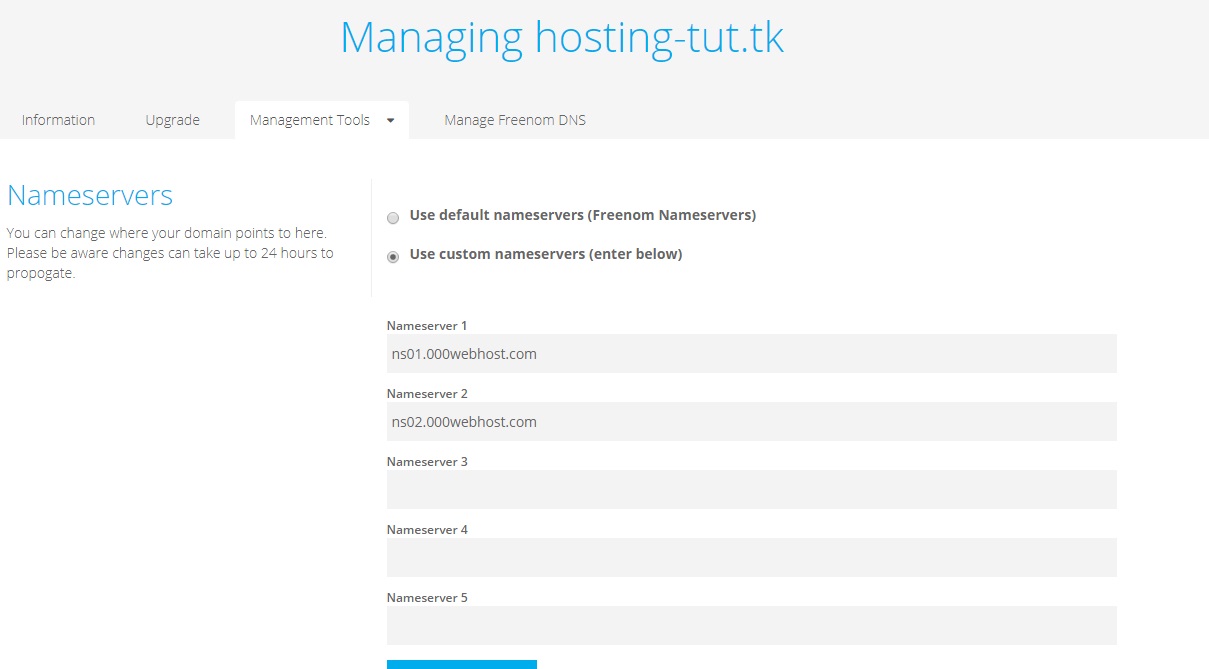 Managing hosting-tut.tk
Information
Upgrade
Management Tools
Manage Freenom DNS
Nameservers
You can change where your domain points to here.
Please be aware changes can take up to 24 hours to
propogate.
Use default nameservers (Freenom Nameservers)
Use custom nameservers (enter below)
Nameserver 1
ns01.000webhost.com
Nameserver 2
ns02.000webhost.com
Nameserver 3
Nameserver 4
Nameserver 5